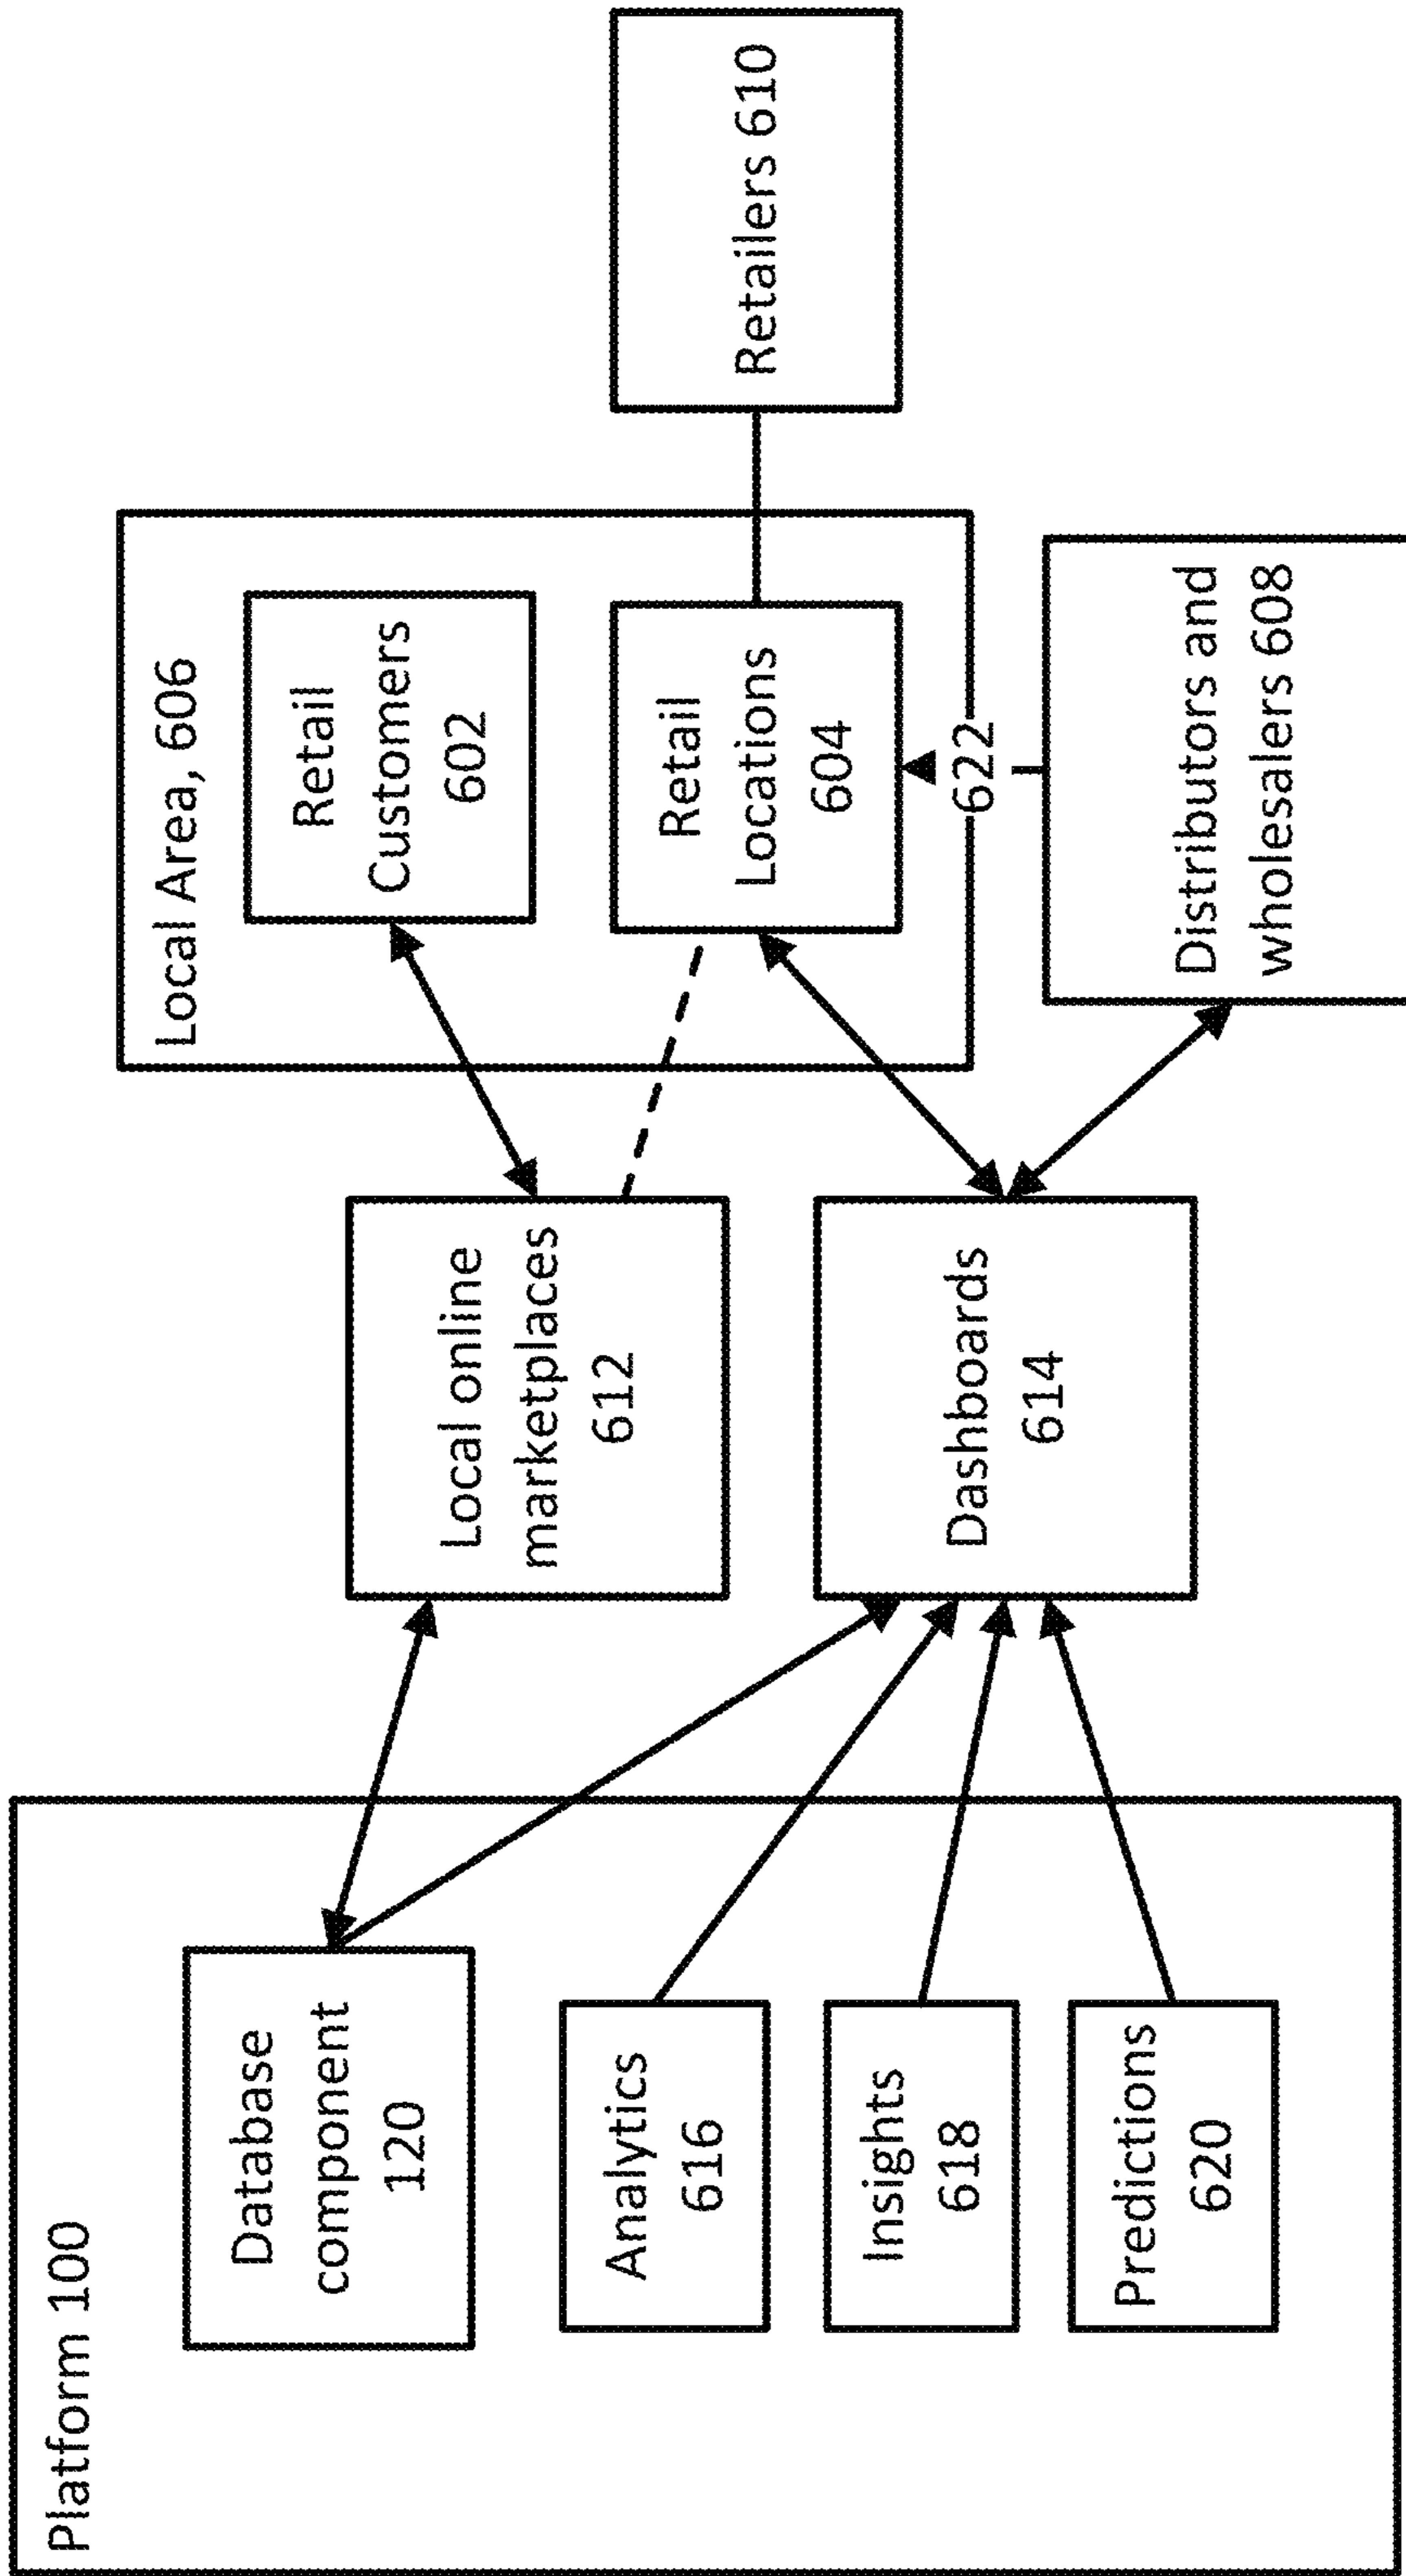 Platform 100
Database
component
120
Analytics
616
Insights
618
Predictions
620
Local online
marketplaces
612
Dashboards
614
Local Area, 606
Retail
Customers
602
Retail
Locations
604
622
Distributors and
wholesalers 608
Retailers 610